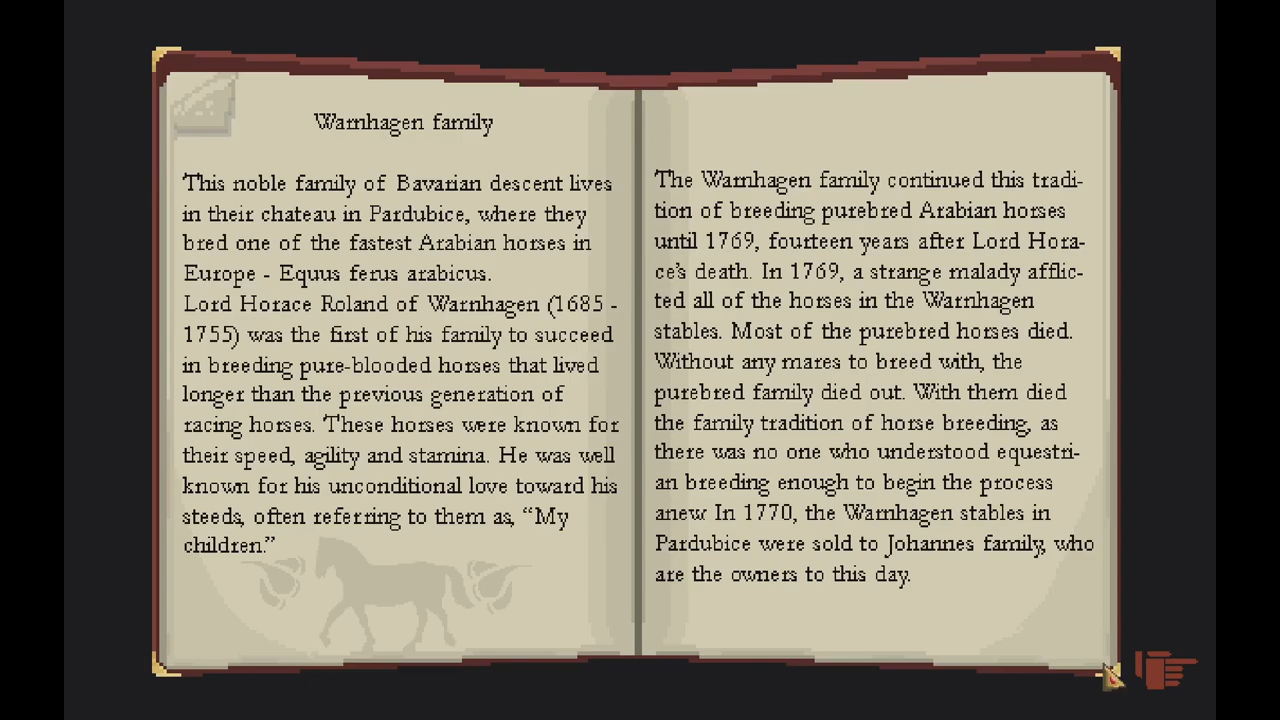 Warnhagen family
This noble family of Bavarian descent lives
in their chateau in Pardubice, where they
bred one of the fastest Arabian horses in
Europe - Equus ferus arabicus.
Lord Horace Roland of Warnhagen (1685 -
1755) was the first of his family to succeed
in breeding pure-blooded horses that lived
longer than the previous generation of
racing horses. These horses were known for
their speed, agility and stamina. He was well
known for his unconditional love toward his
steeds, often referring to them as, “My
children.”
The Warnhagen family continued this tradi-
tion of breeding purebred Arabian horses
until 1769, fourteen years after Lord Hora-
ce's death. In 1769, a strange malady afflic-
ted all of the horses in the Warnhagen
stables. Most of the purebred horses died.
Without any mares to breed with, the
purebred family died out. With them died
the family tradition of horse breeding, as
there was no one who understood equestri-
an breeding enough to begin the process
anew. In 1770, the Warnhagen stables in
Pardubice were sold to Johannes family, who
are the owners to this day.